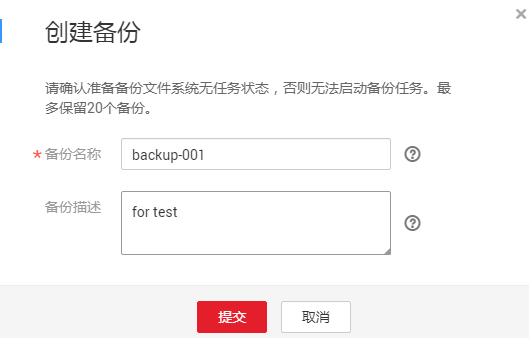 创建备份
请确认准备备份文件系统无任务状态，否则无法启动备份任务。最
多保留20个备份。
* 备份名称 backup-001
备份描述 for test
提交 取消